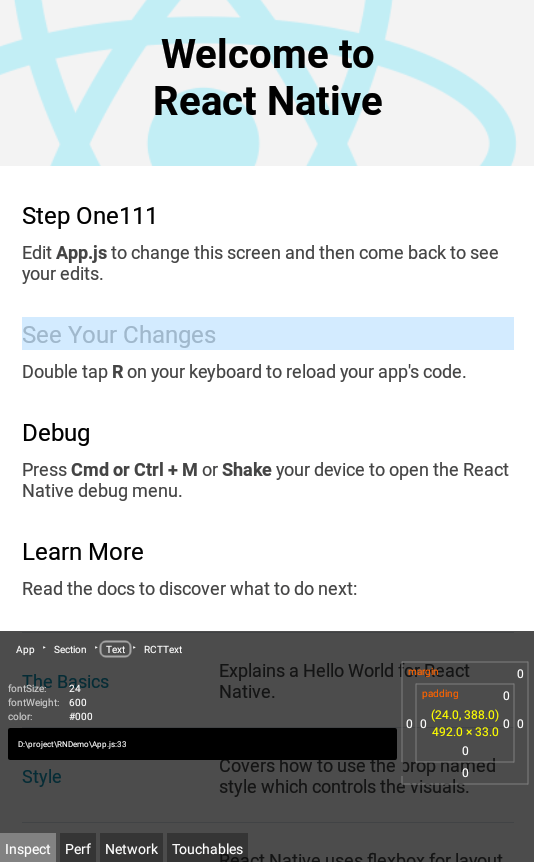 Welcome to
React Native
Step One111
Edit App.js to change this screen and then come back to see
your edits.
See Your Changes
Double tap R on your keyboard to reload your app's code.
Debug
Press Cmd or Ctrl + M or Shake your device to open the React
Native debug menu.
Learn More
Read the docs to discover what to do next:
App ‣ Section ‣ Text ‣ RCTText
The Basics
Explains a Hello World for React
Native.
fontSize: 24
fontWeight: 600
color: #000
D:\project\RNDemo\App.js:33
margin
0
padding
0
0 0 (24.0, 388.0) 0 0
492.0 × 33.0
0
0
Style
Covers how to use the prop named
style which controls the visuals.
React Native uses flexbox for layout
Inspect Perf Network Touchables